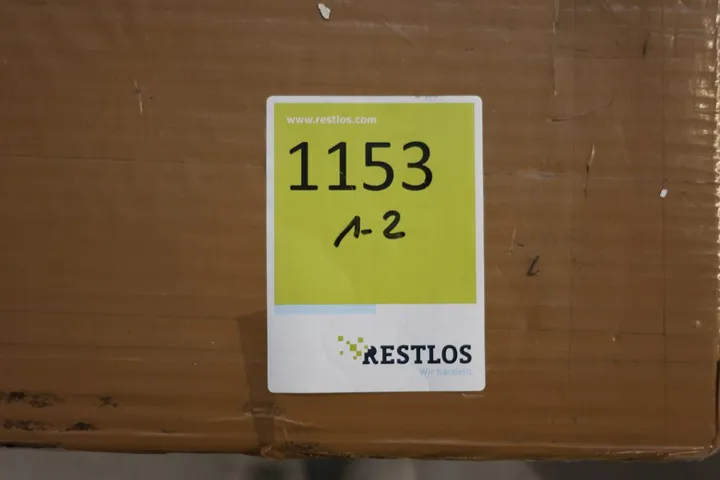 www.restlos.com
1153
1-2
RESTLOS
Wir handeln.